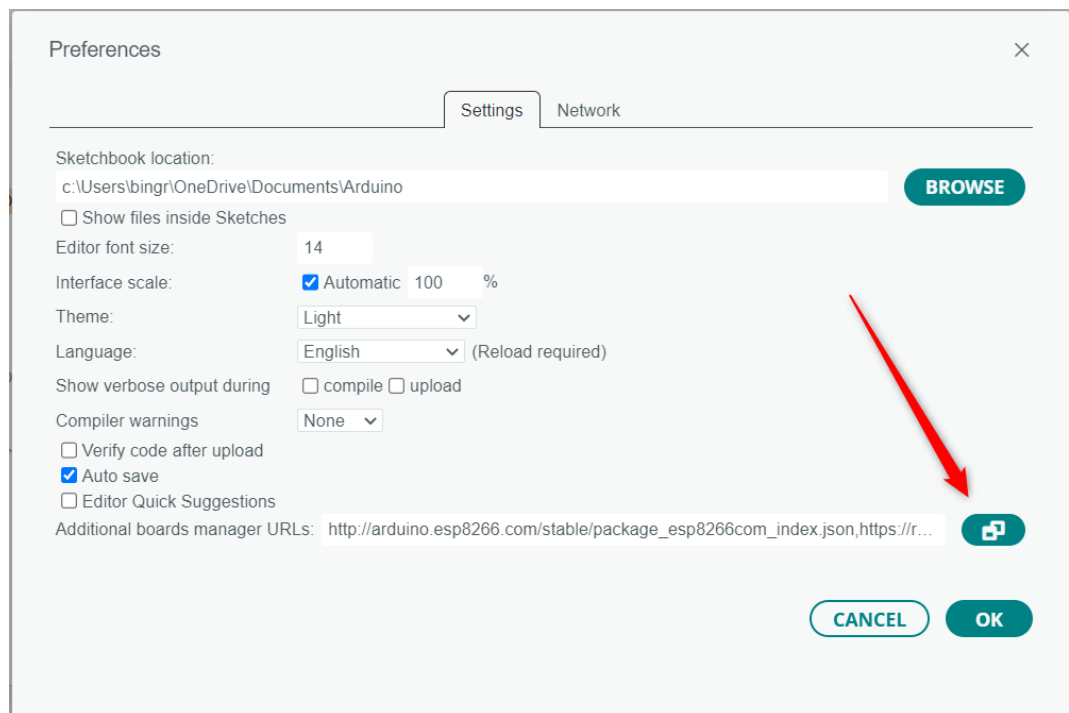 Preferences
Settings Network
Sketchbook location:
c:\Users\bingr\OneDrive\Documents\Arduino
BROWSE
Show files inside Sketches
Editor font size: 14
Interface scale: Automatic 100 %
Theme: Light
Language: English (Reload required)
Show verbose output during compile upload
Compiler warnings None
Verify code after upload
Auto save
Editor Quick Suggestions
Additional boards manager URLs: http://arduino.esp8266.com/stable/package_esp8266com_index.json,https://r...
CANCEL OK